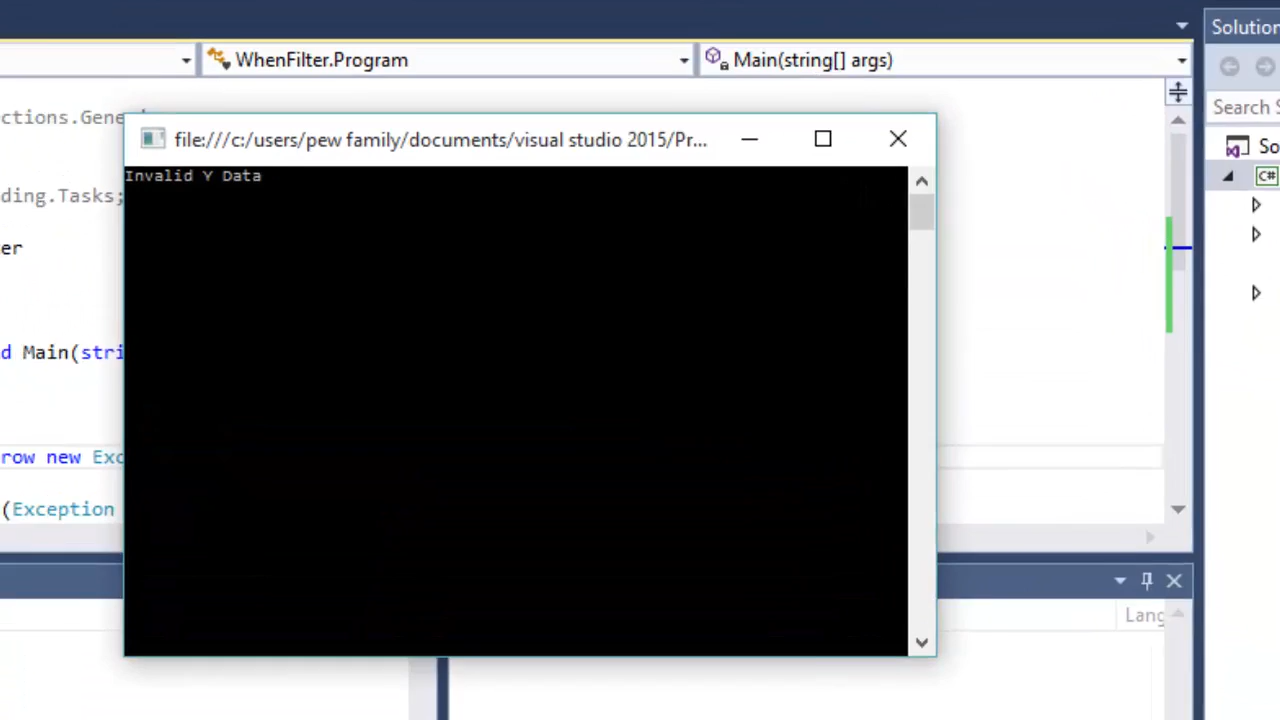 Solution
WhenFilter.Program
Main(string[] args)
Search S
ctions.Gene
file:///c:/users/pew family/documents/visual studio 2015/Pr...
So
Invalid Y Data
C#
ding.Tasks;
er
d Main(stri
row new Exc
(Exception
Lang